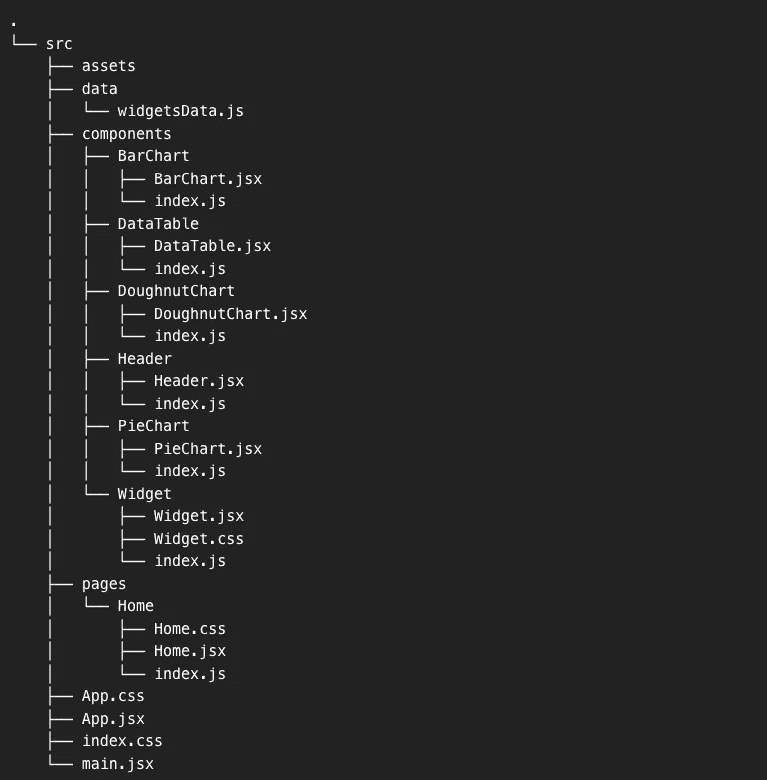 .
└── src
    ├── assets
    ├── data
    │   └── widgetsData.js
    ├── components
    │   ├── BarChart
    │   │   ├── BarChart.jsx
    │   │   └── index.js
    │   ├── DataTable
    │   │   ├── DataTable.jsx
    │   │   └── index.js
    │   ├── DoughnutChart
    │   │   ├── DoughnutChart.jsx
    │   │   └── index.js
    │   ├── Header
    │   │   ├── Header.jsx
    │   │   └── index.js
    │   ├── PieChart
    │   │   ├── PieChart.jsx
    │   │   └── index.js
    │   └── Widget
    │       ├── Widget.jsx
    │       ├── Widget.css
    │       └── index.js
    ├── pages
    │   └── Home
    │       ├── Home.css
    │       ├── Home.jsx
    │       └── index.js
    ├── App.css
    ├── App.jsx
    ├── index.css
    └── main.jsx